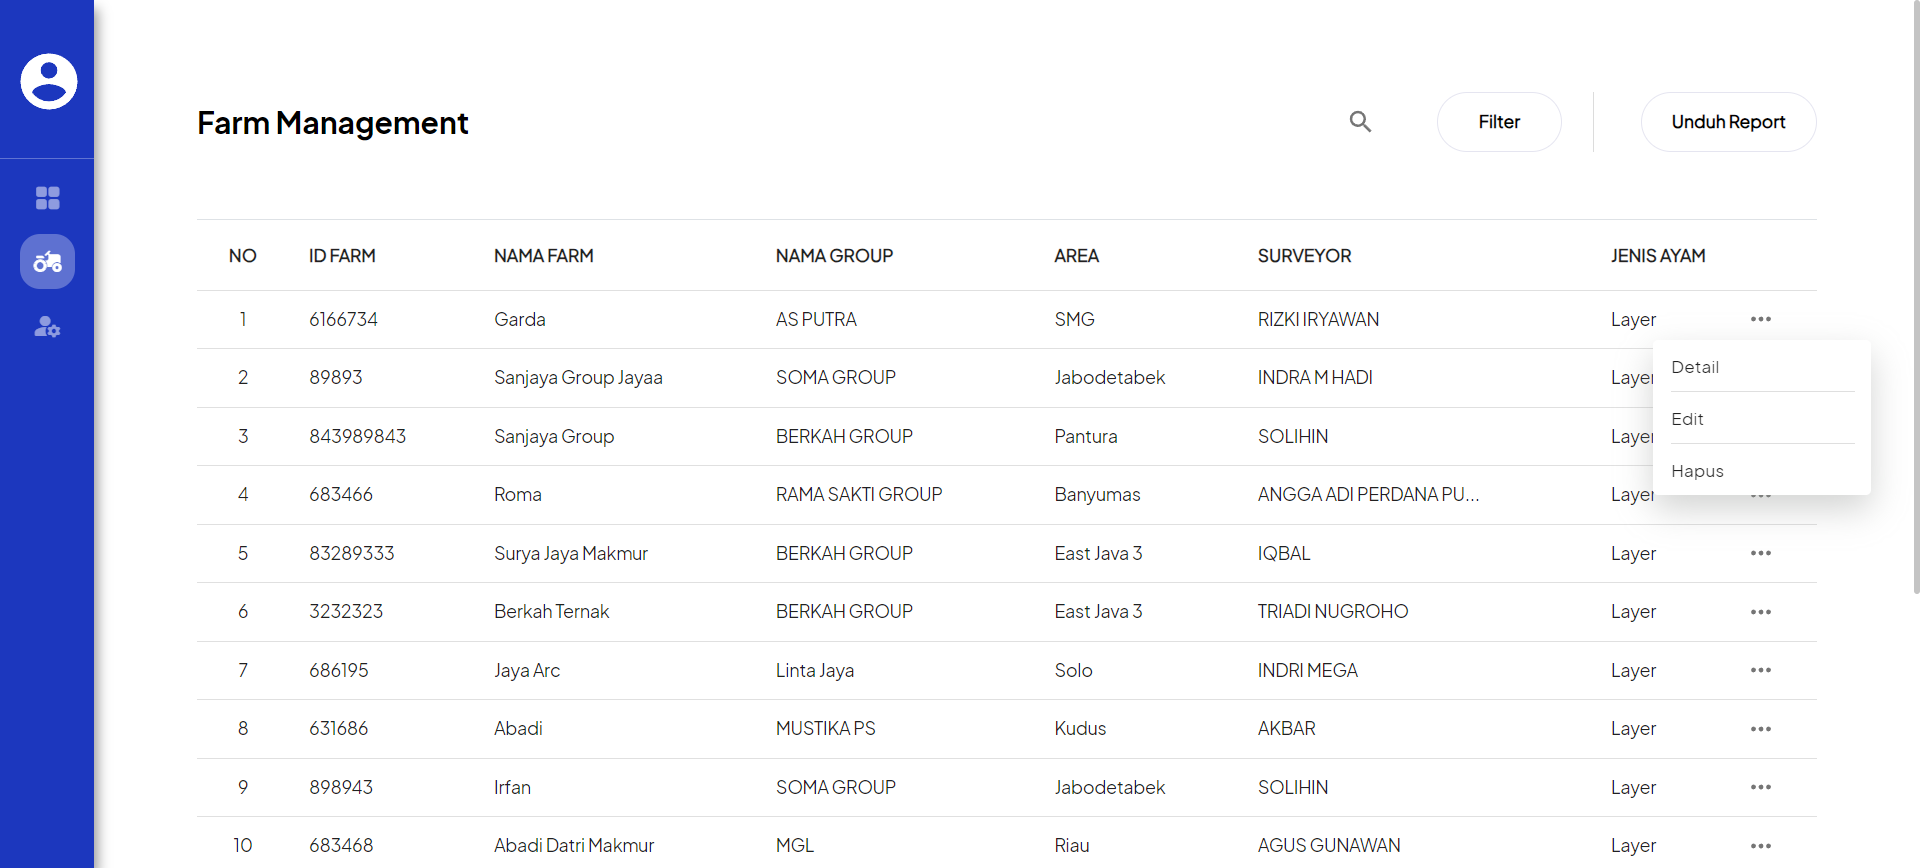 Farm Management
Filter
Unduh Report
NO ID FARM NAMA FARM NAMA GROUP AREA SURVEYOR JENIS AYAM
1 6166734 Garda AS PUTRA SMG RIZKI IRYAWAN Layer
2 89893 Sanjaya Group Jayaa SOMA GROUP Jabodetabek INDRA M HADI Layer
3 843989843 Sanjaya Group BERKAH GROUP Pantura SOLIHIN Layer
4 683466 Roma RAMA SAKTI GROUP Banyumas ANGGA ADI PERDANA PU... Layer
5 83289333 Surya Jaya Makmur BERKAH GROUP East Java 3 IQBAL Layer
6 3232323 Berkah Ternak BERKAH GROUP East Java 3 TRIADI NUGROHO Layer
7 686195 Jaya Arc Linta Jaya Solo INDRI MEGA Layer
8 631686 Abadi MUSTIKA PS Kudus AKBAR Layer
9 898943 Irfan SOMA GROUP Jabodetabek SOLIHIN Layer
10 683468 Abadi Datri Makmur MGL Riau AGUS GUNAWAN Layer
Detail
Edit
Hapus